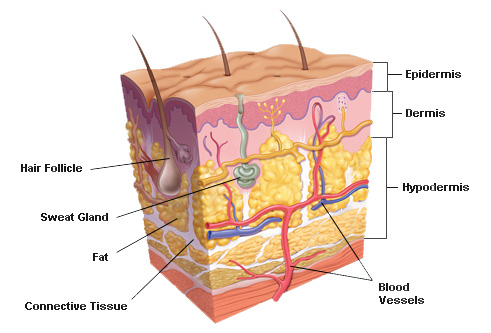 Epidermis
Dermis
Hair Follicle
Hypodermis
Sweat Gland
Fat
Connective Tissue
Blood
Vessels